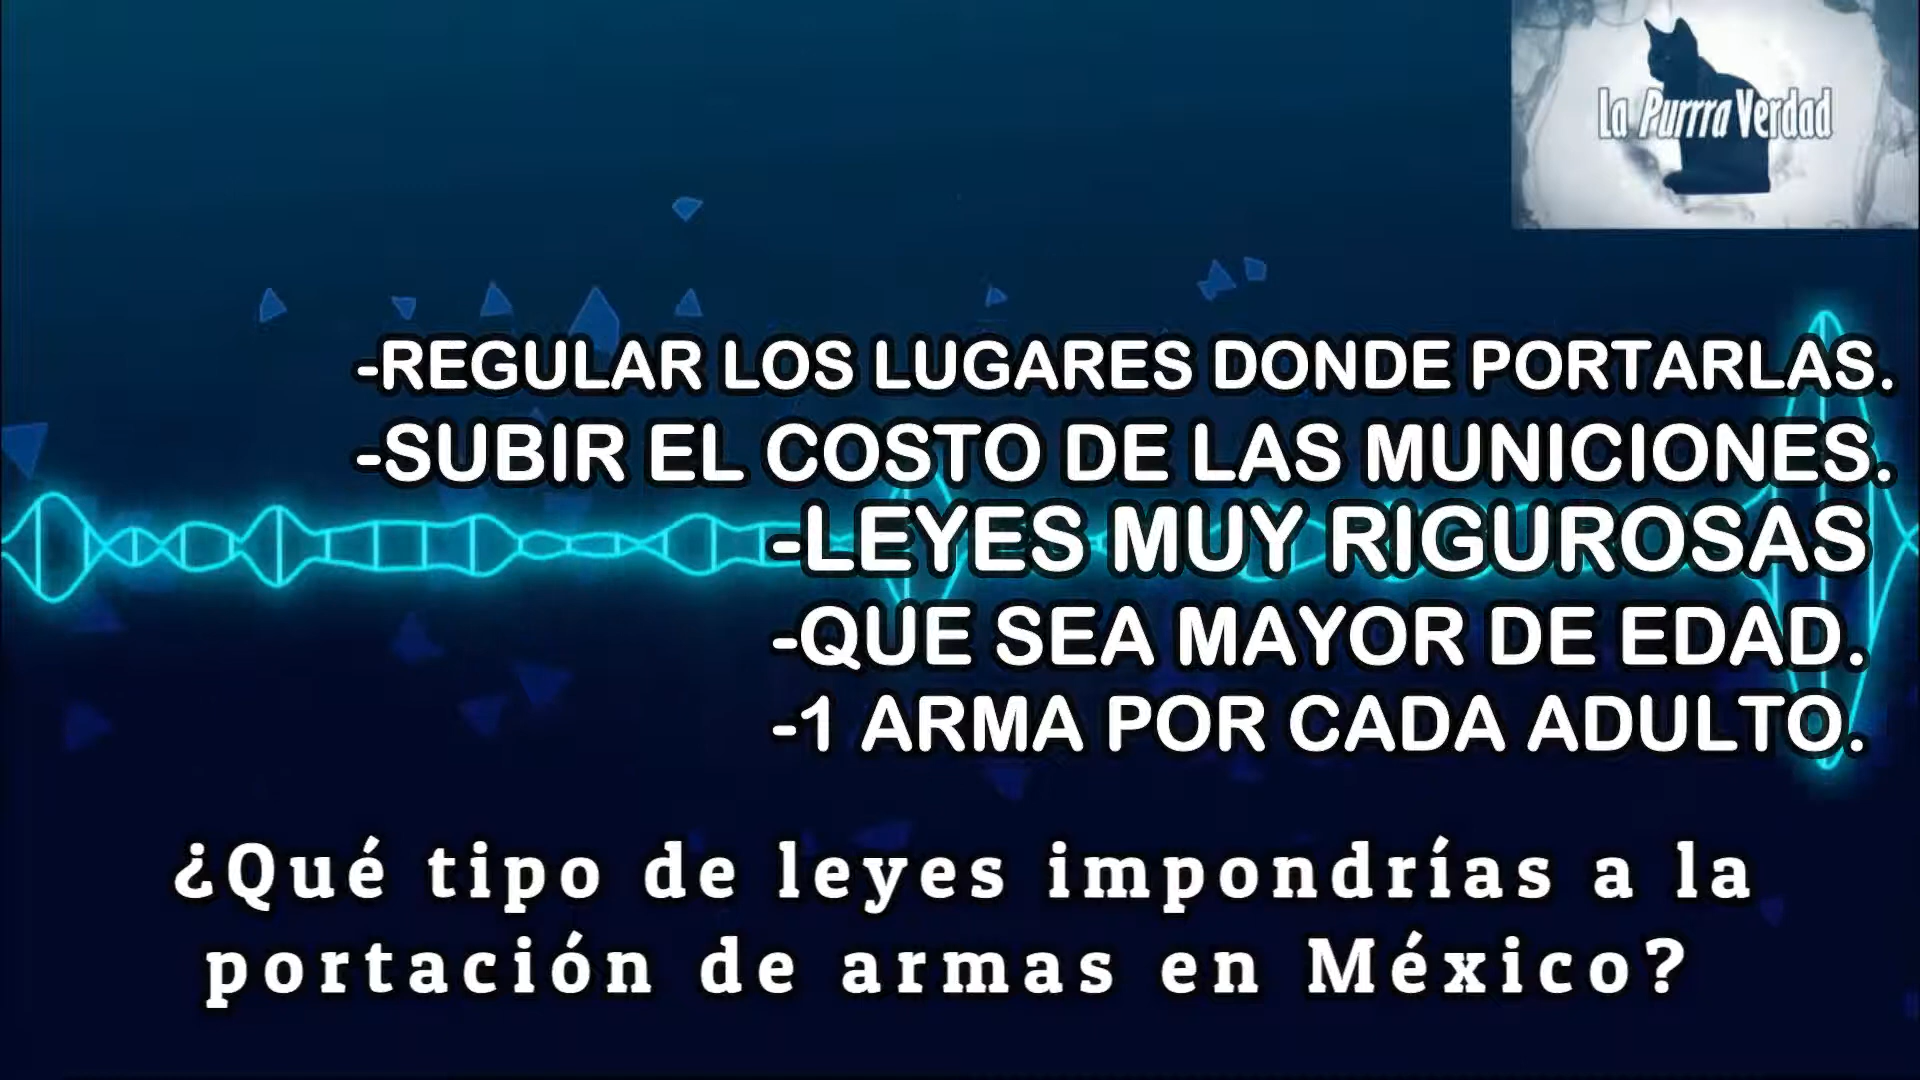 La Purrra Verdad
-REGULAR LOS LUGARES DONDE PORTARLAS.
-SUBIR EL COSTO DE LAS MUNICIONES.
-LEYES MUY RIGUROSAS
-QUE SEA MAYOR DE EDAD.
-1 ARMA POR CADA ADULTO.
¿Qué tipo de leyes impondrías a la
portación de armas en México?